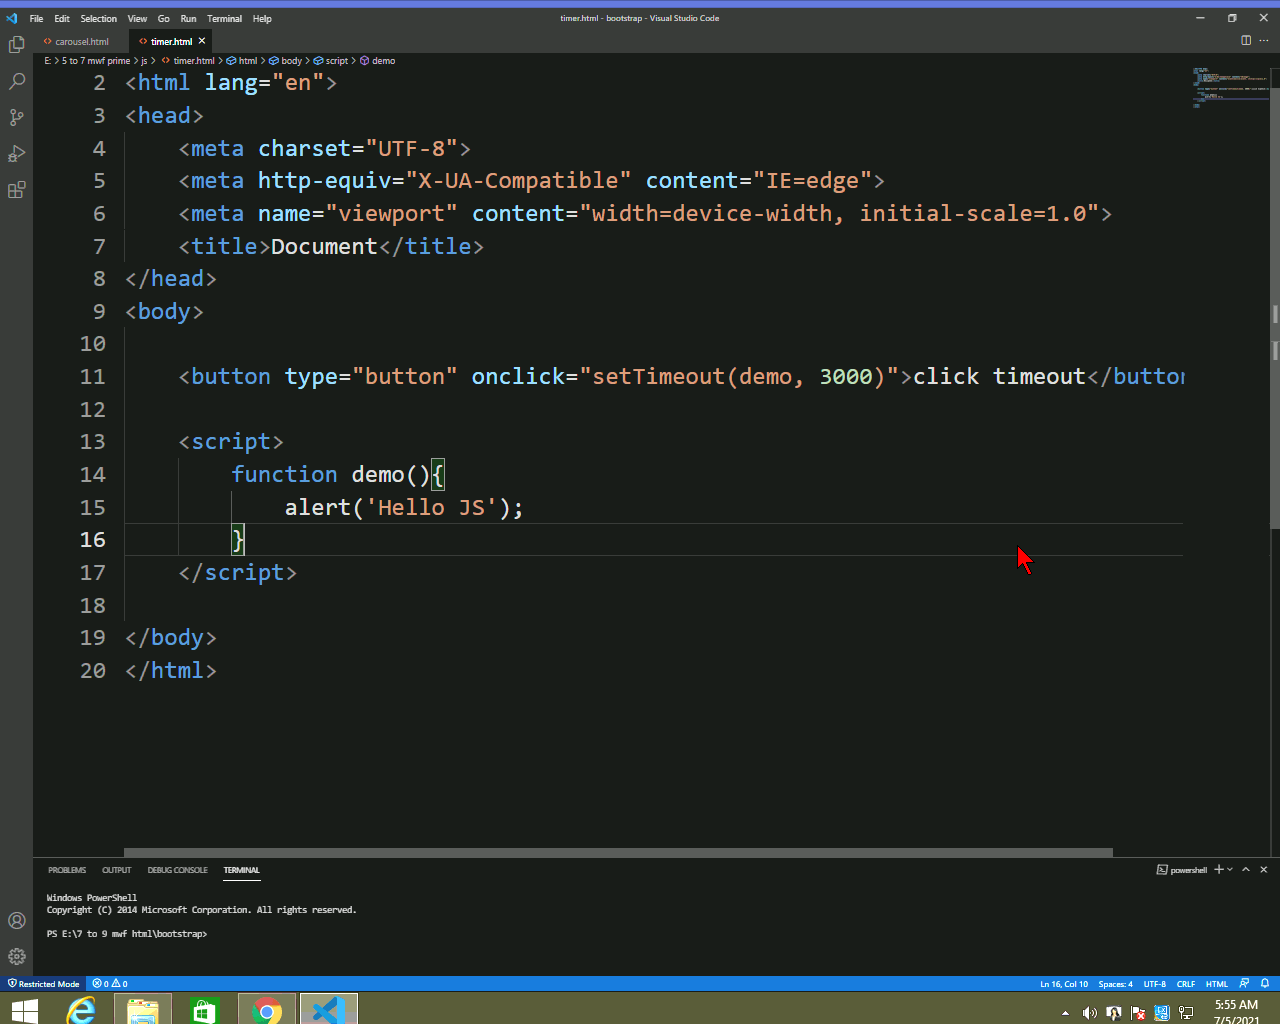 File Edit Selection View Go Run Terminal Help
timer.html - bootstrap - Visual Studio Code
carousel.html
timer.html
E: > 5 to 7 mwf prime > js > timer.html > html > body > script > demo
2 <html lang="en">
3 <head>
4 <meta charset="UTF-8">
5 <meta http-equiv="X-UA-Compatible" content="IE=edge">
6 <meta name="viewport" content="width=device-width, initial-scale=1.0">
7 <title>Document</title>
8 </head>
9 <body>
10
11 <button type="button" onclick="setTimeout(demo, 3000)">click timeout</button
12
13 <script>
14 function demo(){
15 alert('Hello JS');
16 }
17 </script>
18
19 </body>
20 </html>
PROBLEMS OUTPUT DEBUG CONSOLE TERMINAL
powershell
Windows PowerShell
Copyright (C) 2014 Microsoft Corporation. All rights reserved.
PS E:\7 to 9 mwf html\bootstrap>
Restricted Mode 0 0
Ln 16, Col 10 Spaces: 4 UTF-8 CRLF HTML
5:55 AM
7/5/2021